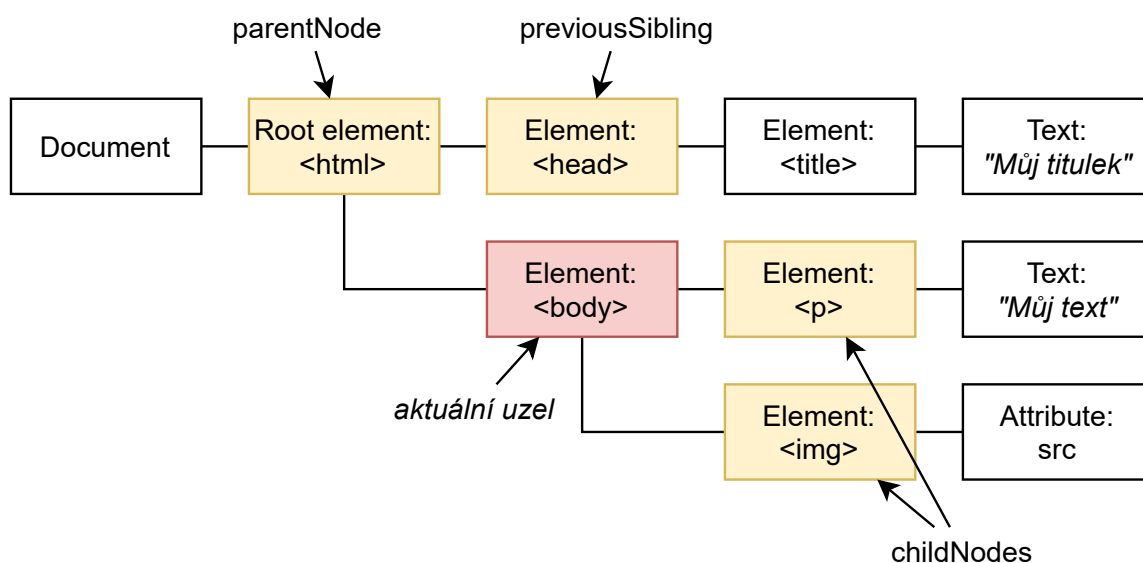 parentNode
previousSibling
Document
Root element:
<html>
Element:
<head>
Element:
<title>
Text:
"Můj titulek"
Element:
<body>
Element:
<p>
Text:
"Můj text"
aktuální uzel
Element:
<img>
Attribute:
src
childNodes